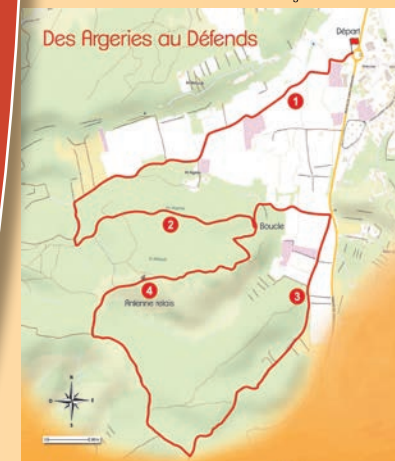 Des Argeries au Défends
Départ
1
2
Boucle
3
4
Antenne relais
N
O
E
S